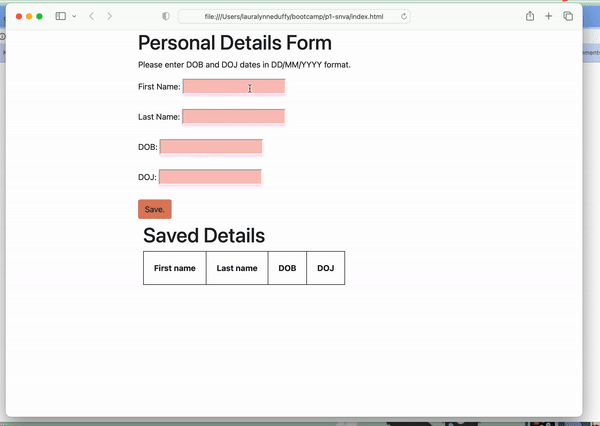 file:///Users/lauralynneduffy/bootcamp/p1-snva/index.html
Personal Details Form
Please enter DOB and DOJ dates in DD/MM/YYYY format.
First Name:
Last Name:
DOB:
DOJ:
Save.
Saved Details
First name Last name DOB DOJ